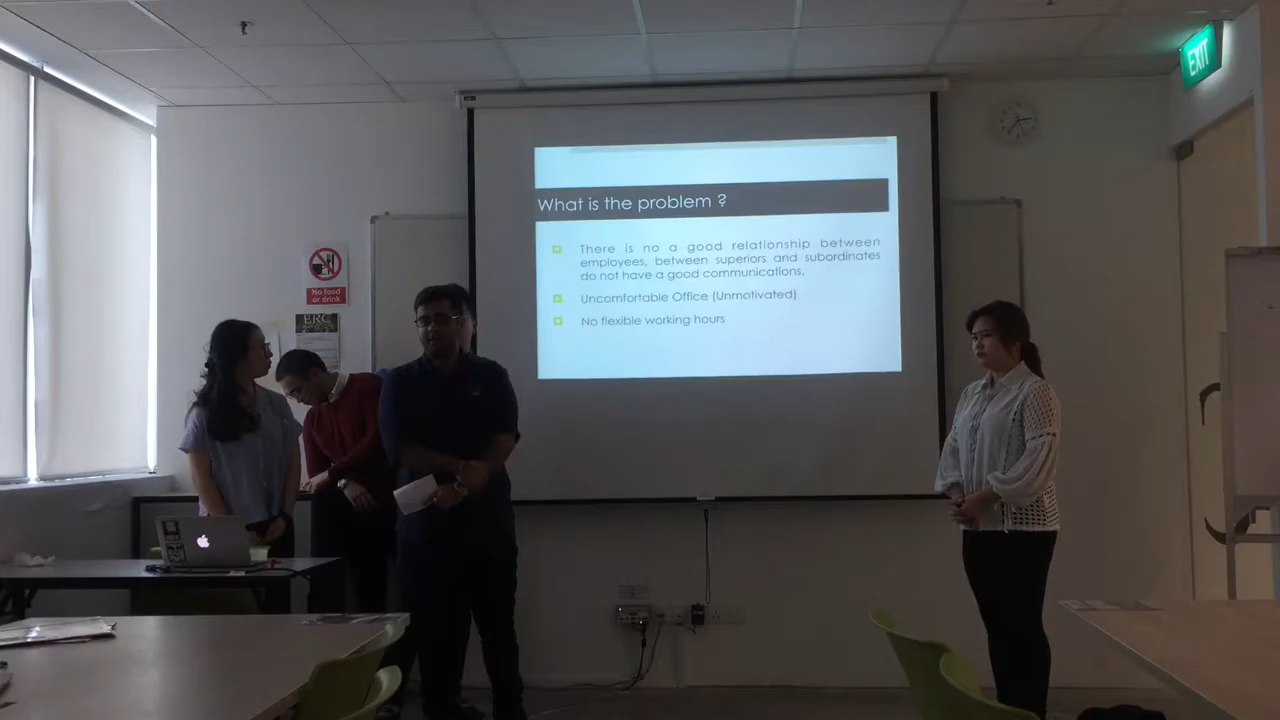 EXIT
What is the problem ?
There is no a good relationship between
employees, between superiors and subordinates
do not have a good communications.
Uncomfortable Office (Unmotivated)
No flexible working hours
No food
or drink
ERC